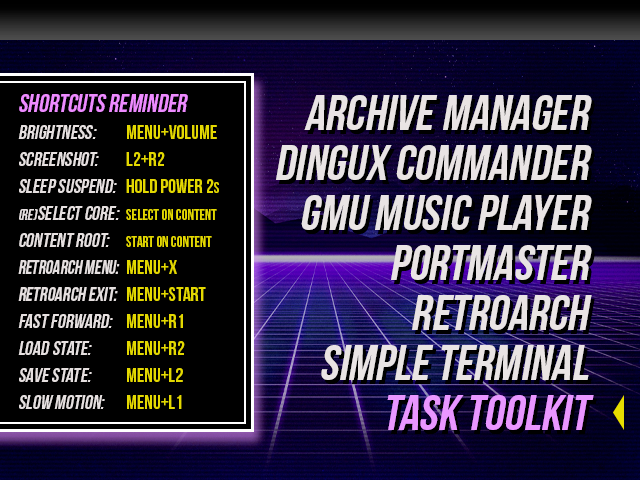 SHORTCUTS REMINDER
BRIGHTNESS: MENU+VOLUME
SCREENSHOT: L2+R2
SLEEP SUSPEND: HOLD POWER 2s
(RE)SELECT CORE: SELECT ON CONTENT
CONTENT ROOT: START ON CONTENT
RETROARCH MENU: MENU+X
RETROARCH EXIT: MENU+START
FAST FORWARD: MENU+R1
LOAD STATE: MENU+R2
SAVE STATE: MENU+L2
SLOW MOTION: MENU+L1
ARCHIVE MANAGER
DINGUX COMMANDER
GMU MUSIC PLAYER
PORTMASTER
RETROARCH
SIMPLE TERMINAL
TASK TOOLKIT